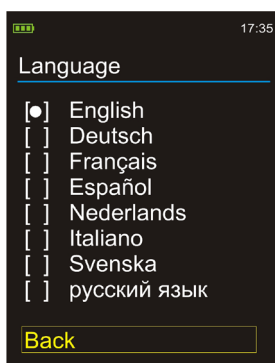 17:35
Language
[●] English
[ ] Deutsch
[ ] Français
[ ] Español
[ ] Nederlands
[ ] Italiano
[ ] Svenska
[ ] русский язык
Back